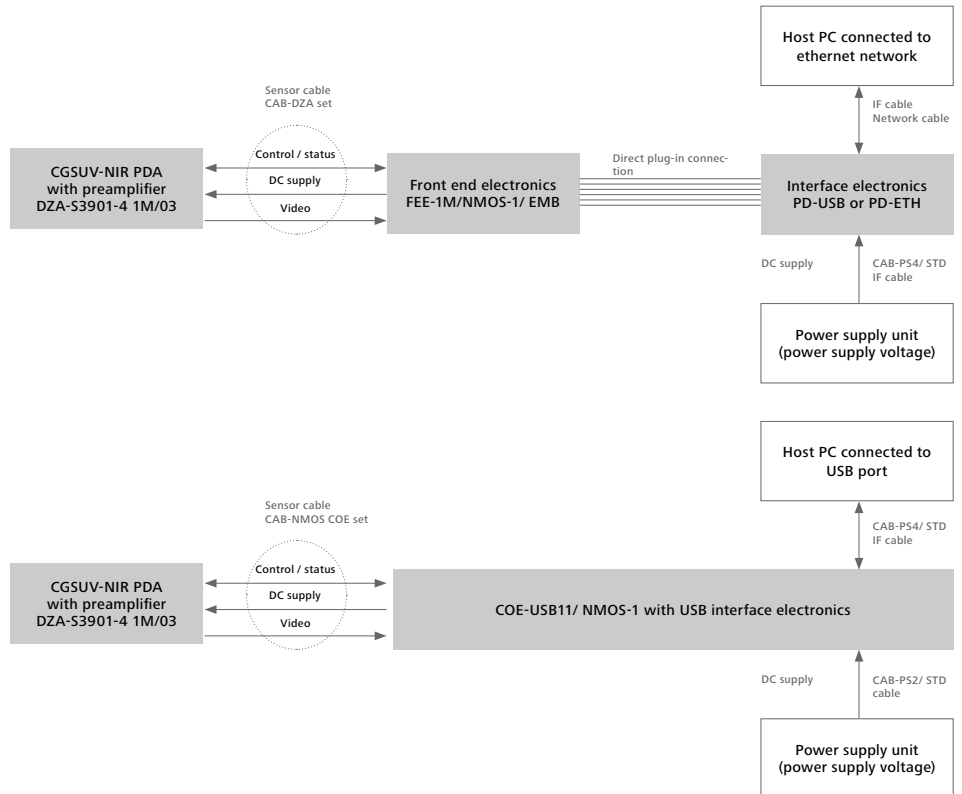 Host PC connected to
ethernet network
Sensor cable
CAB-DZA set
IF cable
Network cable
CGSUV-NIR PDA
with preamplifier
DZA-S3901-4 1M/03
Control / status
DC supply
Video
Front end electronics
FEE-1M/NMOS-1/ EMB
Direct plug-in connec-
tion
Interface electronics
PD-USB or PD-ETH
DC supply
CAB-PS4/ STD
IF cable
Power supply unit
(power supply voltage)
Host PC connected to
USB port
Sensor cable
CAB-NMOS COE set
CAB-PS4/ STD
IF cable
CGSUV-NIR PDA
with preamplifier
DZA-S3901-4 1M/03
Control / status
DC supply
Video
COE-USB11/ NMOS-1 with USB interface electronics
DC supply
CAB-PS2/ STD
cable
Power supply unit
(power supply voltage)